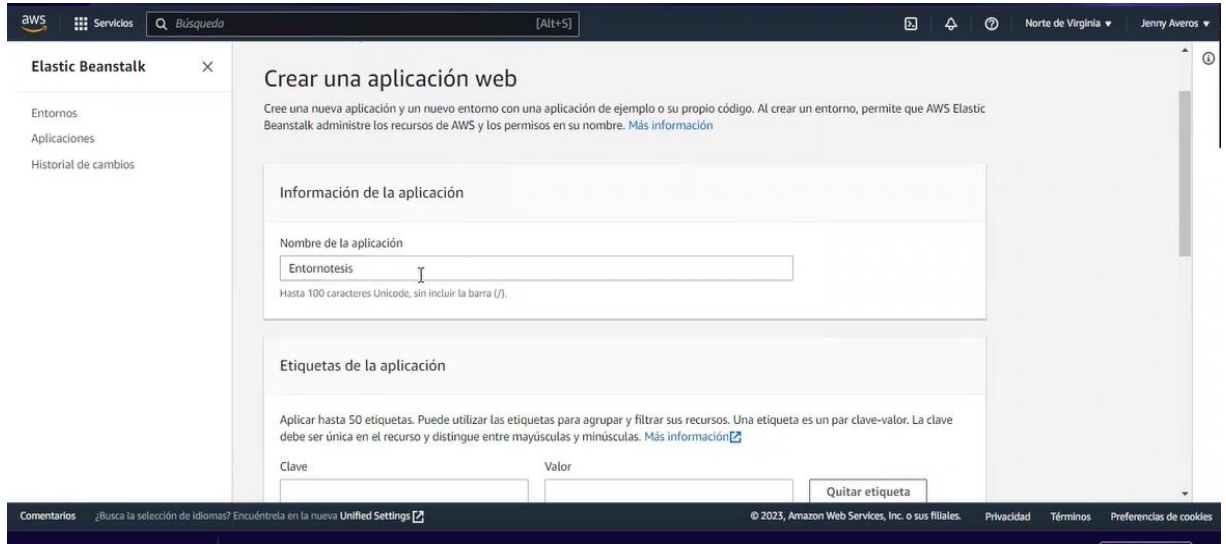 aws
Servicios
Búsqueda
[Alt+S]
Norte de Virginia
Jenny Averos
Elastic Beanstalk
Entornos
Aplicaciones
Historial de cambios
Crear una aplicación web
Cree una nueva aplicación y un nuevo entorno con una aplicación de ejemplo o su propio código. Al crear un entorno, permite que AWS Elastic
Beanstalk administre los recursos de AWS y los permisos en su nombre. Más información
Información de la aplicación
Nombre de la aplicación
Entornotesis
Hasta 100 caracteres Unicode, sin incluir la barra (/).
Etiquetas de la aplicación
Aplicar hasta 50 etiquetas. Puede utilizar las etiquetas para agrupar y filtrar sus recursos. Una etiqueta es un par clave-valor. La clave
debe ser única en el recurso y distingue entre mayúsculas y minúsculas. Más información
Clave
Valor
Quitar etiqueta
Comentarios
¿Busca la selección de idiomas? Encuéntrela en la nueva Unified Settings
© 2023, Amazon Web Services, Inc. o sus filiales.
Privacidad
Términos
Preferencias de cookies